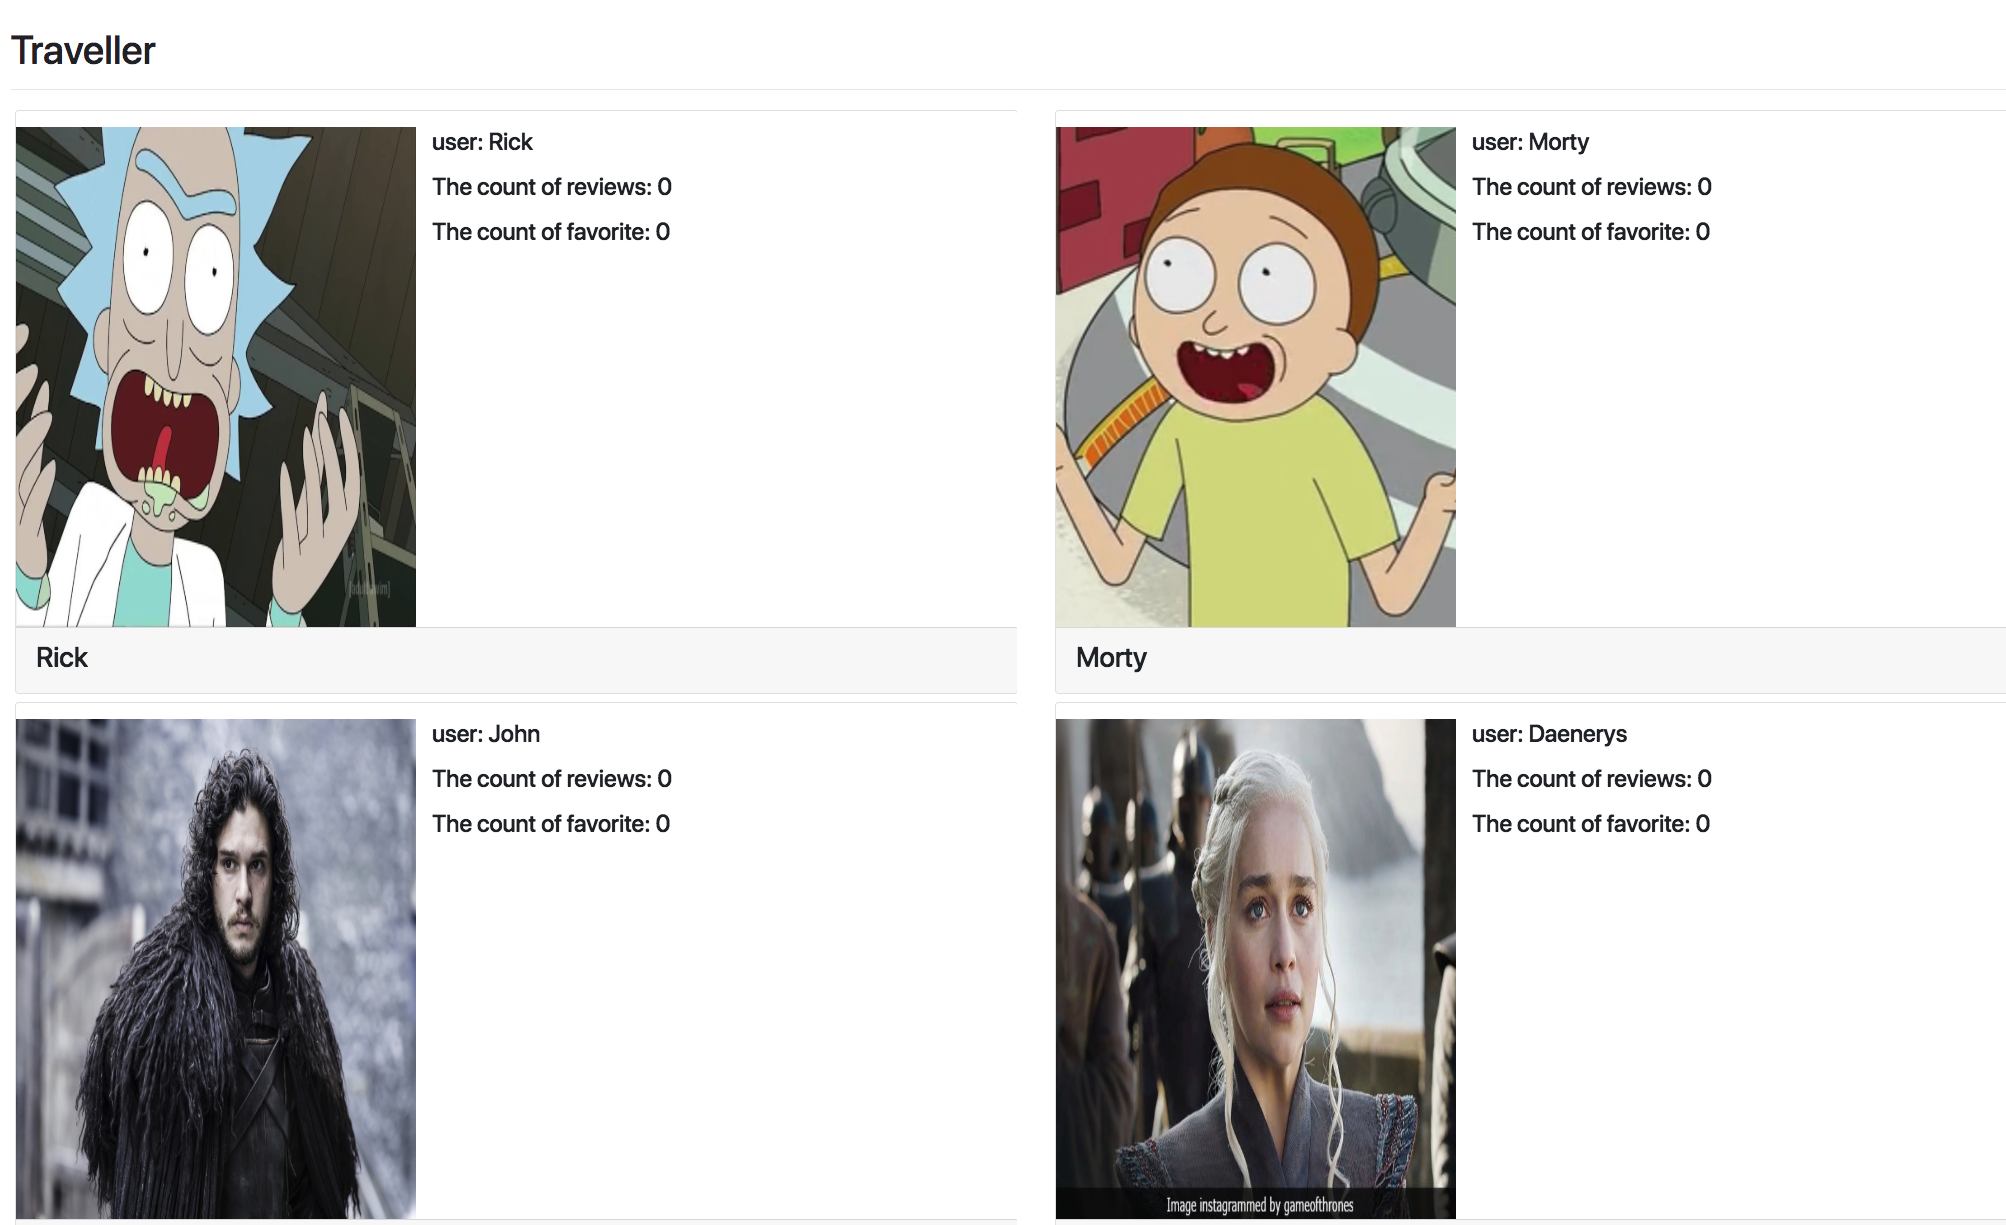 Traveller
user: Rick
The count of reviews: 0
The count of favorite: 0
[adult swim]
Rick
user: Morty
The count of reviews: 0
The count of favorite: 0
Morty
user: John
The count of reviews: 0
The count of favorite: 0
user: Daenerys
The count of reviews: 0
The count of favorite: 0
Image instagrammed by gameofthrones